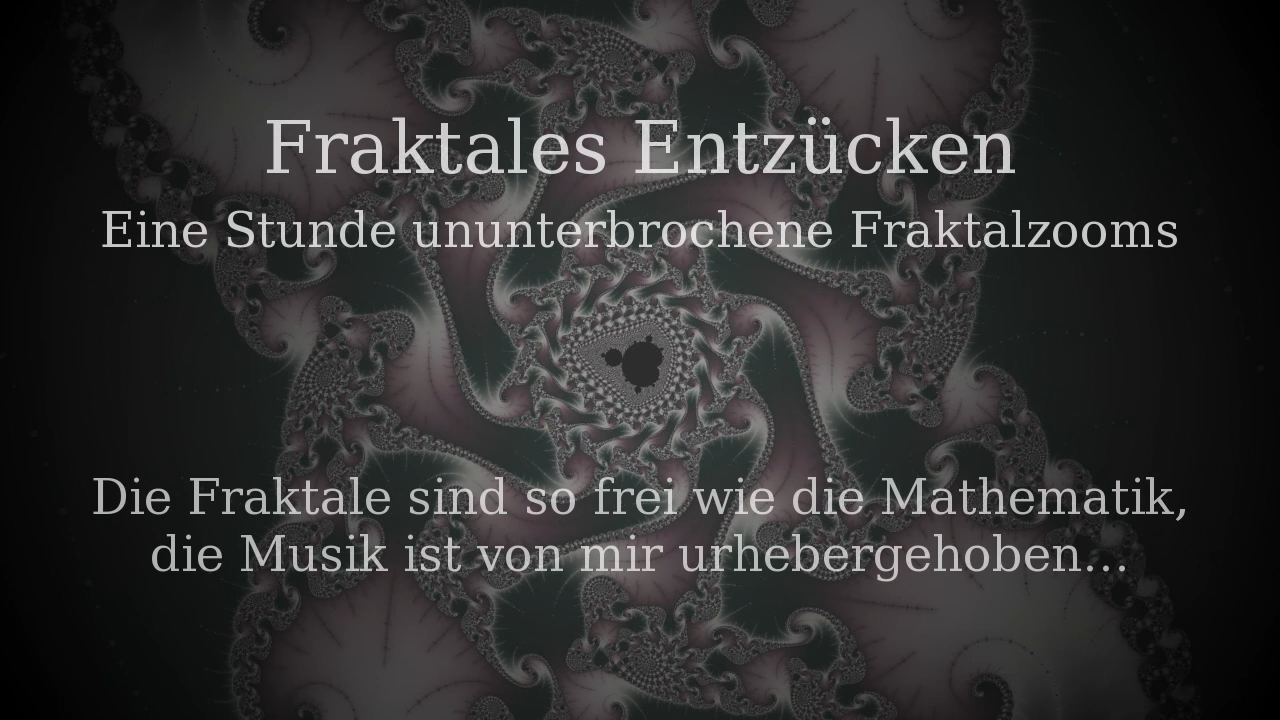 Fraktales Entzücken
Eine Stunde ununterbrochene Fraktalzooms
Die Fraktale sind so frei wie die Mathematik,
die Musik ist von mir urhebergehoben...